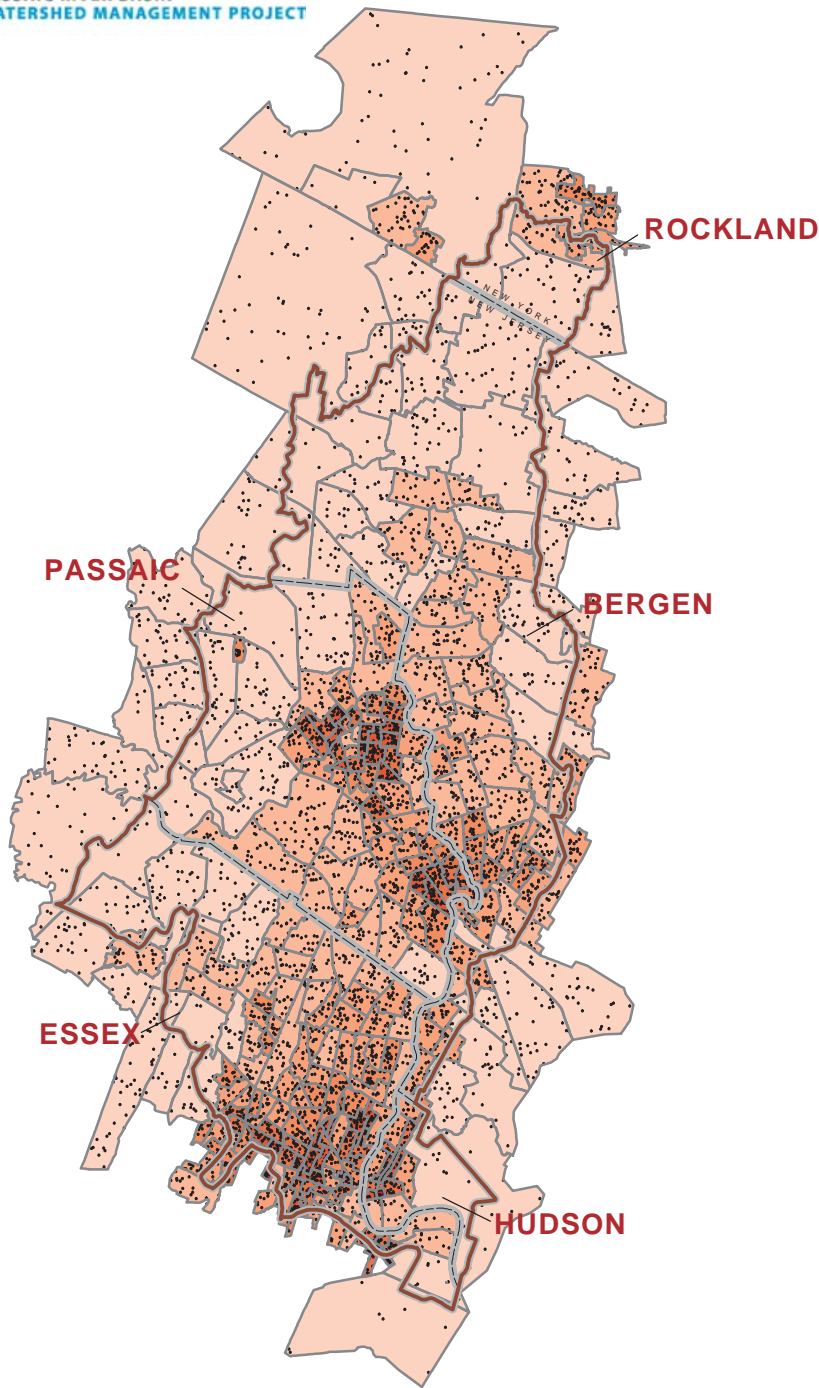 ATERSHED MANAGEMENT PROJECT
ROCKLAND
NEW YORK
NEW JERSEY
PASSAIC
BERGEN
ESSEX
HUDSON